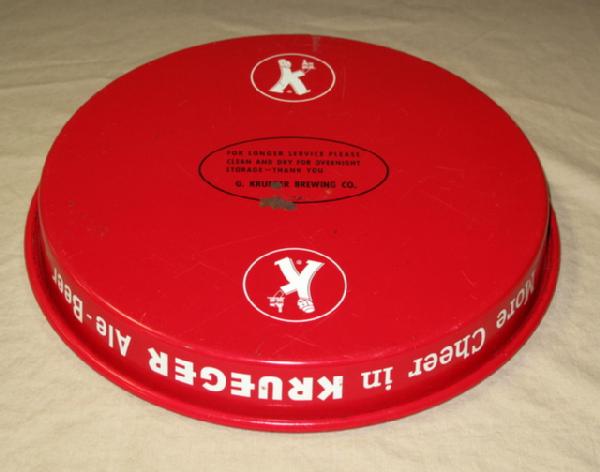 K
FOR LONGER SERVICE PLEASE
CLEAN AND DRY FOR OVERNIGHT
STORAGE—THANK YOU
G. KRUEGER BREWING CO.
K
More Cheer in KRUEGER Ale-Beer